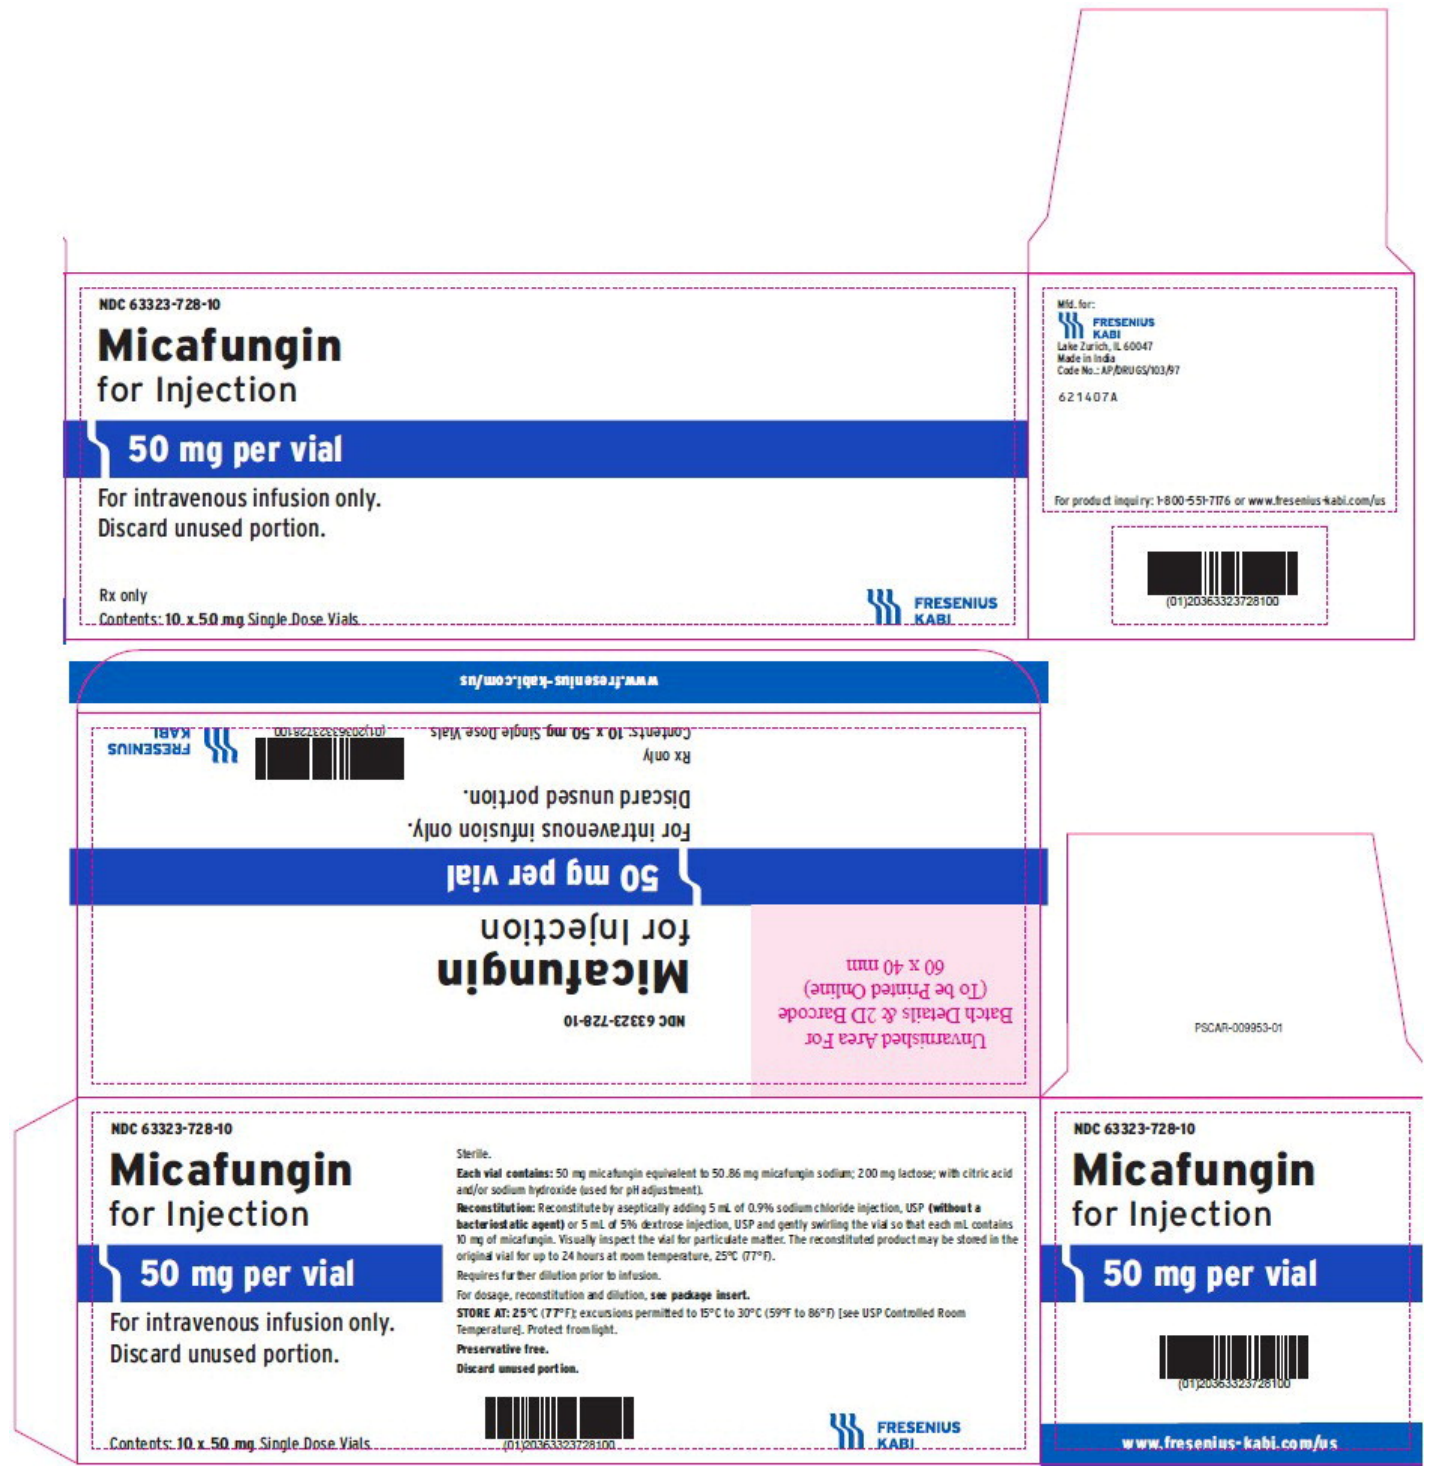 NDC 63323-728-10
Micafungin
for Injection
50 mg per vial
For intravenous infusion only.
Discard unused portion.
Rx only
Contents: 10 x 50 mg Single Dose Vials
FRESENIUS
KABI
Mfd. for:
FRESENIUS
KABI
Lake Zurich, IL 60047
Made in India
Code No.: AP/DRUGS/103/97
621407A
For product inquiry: 1-800-551-7176 or www.fresenius-kabi.com/us
(01)20363323728100
www.fresenius-kabi.com/us
NDC 63323-728-10
Micafungin
for Injection
50 mg per vial
For intravenous infusion only.
Discard unused portion.
Rx only
Contents: 10 x 50 mg Single Dose Vials
(01)20363323728100
FRESENIUS
KABI
Unvarnished Area For
Batch Details & 2D Barcode
(To be Printed Online)
60 x 40 mm
PSCAR-009953-01
NDC 63323-728-10
Micafungin
for Injection
50 mg per vial
For intravenous infusion only.
Discard unused portion.
Contents: 10 x 50 mg Single Dose Vials
Sterile.
Each vial contains: 50 mg micafungin equivalent to 50.86 mg micafungin sodium; 200 mg lactose; with citric acid
and/or sodium hydroxide (used for pH adjustment).
Reconstitution: Reconstitute by aseptically adding 5 mL of 0.9% sodium chloride injection, USP (without a
bacteriostatic agent) or 5 mL of 5% dextrose injection, USP and gently swirling the vial so that each mL contains
10 mg of micafungin. Visually inspect the vial for particulate matter. The reconstituted product may be stored in the
original vial for up to 24 hours at room temperature, 25°C (77°F).
Requires further dilution prior to infusion.
For dosage, reconstitution and dilution, see package insert.
STORE AT: 25°C (77°F); excursions permitted to 15°C to 30°C (59°F to 86°F) [see USP Controlled Room
Temperature]. Protect from light.
Preservative free.
Discard unused portion.
(01)20363323728100
FRESENIUS
KABI
NDC 63323-728-10
Micafungin
for Injection
50 mg per vial
(01)20363323728100
www.fresenius-kabi.com/us